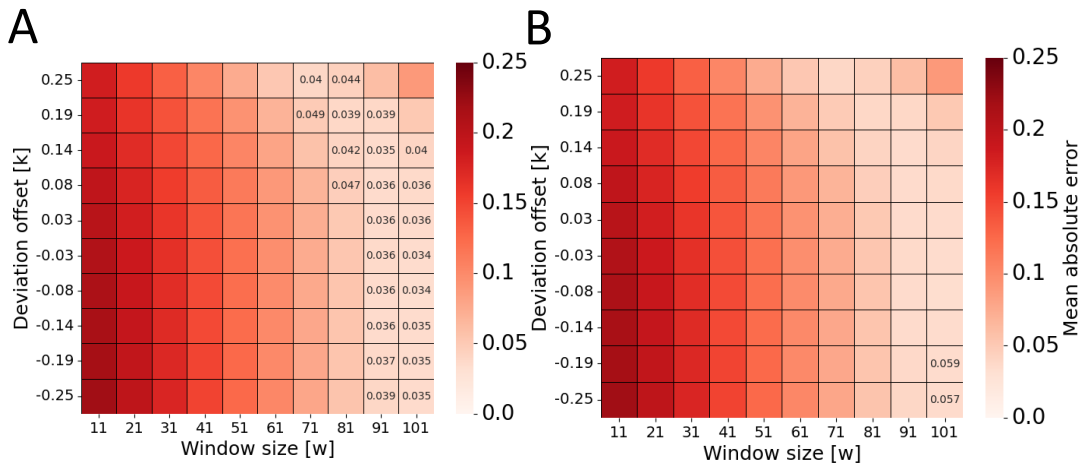 A
B
0.25 0.04 0.044
0.19 0.049 0.039 0.039
0.14 0.042 0.035 0.04
0.08 0.047 0.036 0.036
0.03 0.036 0.036
-0.03 0.036 0.034
-0.08 0.036 0.034
-0.14 0.036 0.035
-0.19 0.037 0.035
-0.25 0.039 0.035
11 21 31 41 51 61 71 81 91 101
Window size [w]
Deviation offset [k]
0.25
0.2
0.15
0.1
0.05
0.0
0.25
0.19
0.14
0.08
0.03
-0.03
-0.08
-0.14
-0.19 0.059
-0.25 0.057
11 21 31 41 51 61 71 81 91 101
Window size [w]
Deviation offset [k]
0.25
0.2
0.15
0.1
0.05
0.0
Mean absolute error